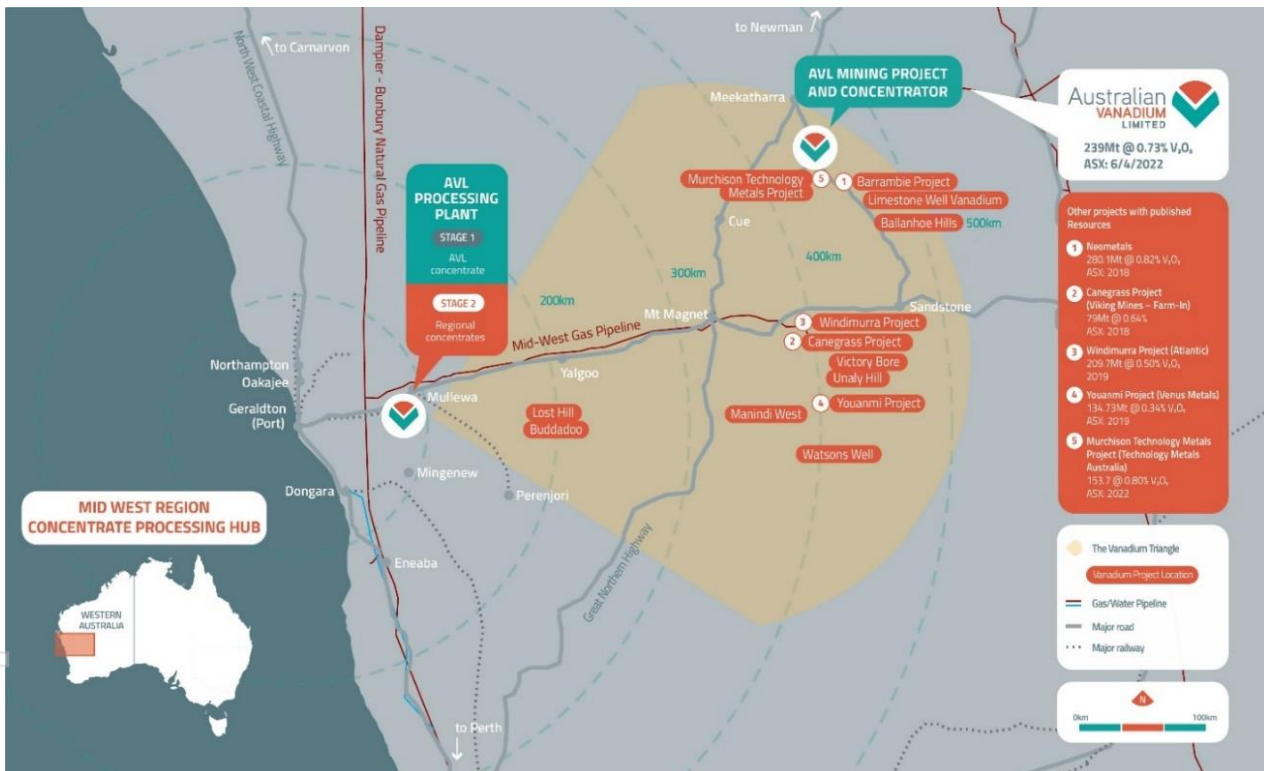 to Carnarvon
North West Coastal Highway
Dampier - Bunbury Natural Gas Pipeline
to Newman
Meekatharra
AVL MINING PROJECT
AND CONCENTRATOR
Australian
VANADIUM
LIMITED
239Mt @ 0.73% V₂O₅
ASX: 6/4/2022
AVL
PROCESSING
PLANT
STAGE 1
AVL
concentrate
STAGE 2
Regional
concentrates
Murchison Technology
Metals Project
5
1
Barrambie Project
Limestone Well Vanadium
Ballanhoe Hills
500km
Cue
400km
300km
200km
Sandstone
Mt Magnet
Mid-West Gas Pipeline
3
Windimurra Project
2
Canegrass Project
Victory Bore
Unaly Hill
Yalgoo
4
Youanmi Project
Manindi West
Watsons Well
Lost Hill
Buddadoo
Northampton
Oakajee
Geraldton
(Port)
Mullewa
Mingenew
Perenjori
Dongara
Eneaba
Great Northern Highway
to Perth
Other projects with published
Resources
1 Neometals
280.1Mt @ 0.82% V₂O₅
ASX: 2018
2 Canegrass Project
(Viking Mines – Farm-In)
79Mt @ 0.64%
ASX: 2018
3 Windimurra Project (Atlantic)
209.7Mt @ 0.50% V₂O₅
2019
4 Youanmi Project (Venus Metals)
134.73Mt @ 0.34% V₂O₅
ASX: 2019
5 Murchison Technology Metals
Project (Technology Metals
Australia)
153.7 @ 0.80% V₂O₅
ASX: 2022
The Vanadium Triangle
Vanadium Project Location
Gas/Water Pipeline
Major road
Major railway
N
0km
100km
MID WEST REGION
CONCENTRATE PROCESSING HUB
WESTERN
AUSTRALIA